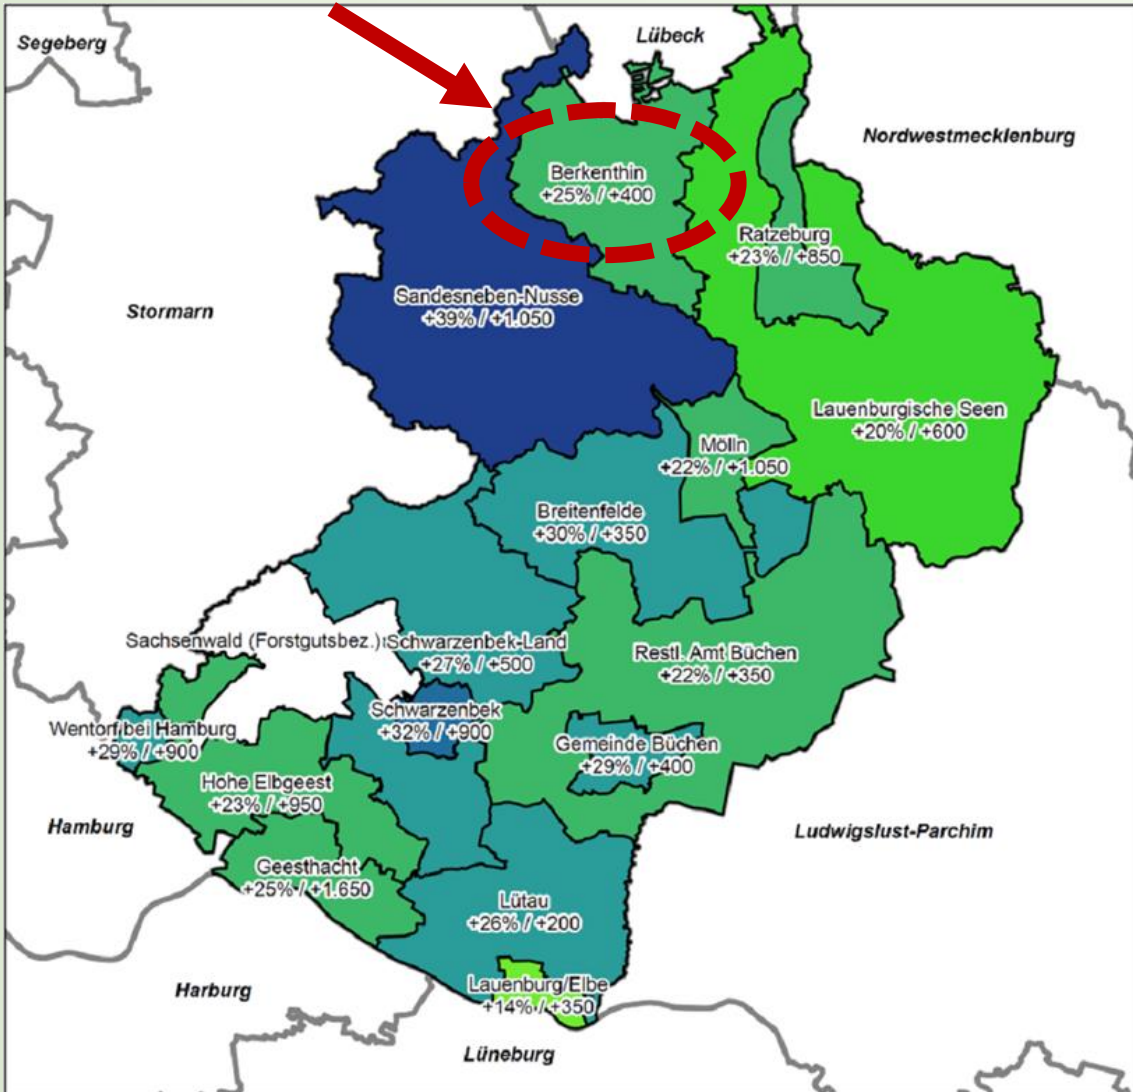 Segeberg
Lübeck
Nordwestmecklenburg
Berkenthin
+25% / +400
Ratzeburg
+23% / +850
Stormarn
Sandesneben-Nusse
+39% / +1.050
Lauenburgische Seen
+20% / +600
Mölln
+22% / +1.050
Breitenfelde
+30% / +350
Sachsenwald (Forstgutsbez.)
Schwarzenbek-Land
+27% / +500
Restl. Amt Büchen
+22% / +350
Schwarzenbek
+32% / +900
Wentorf bei Hamburg
+29% / +900
Gemeinde Büchen
+29% / +400
Hohe Elbgeest
+23% / +950
Hamburg
Ludwigslust-Parchim
Geesthacht
+25% / +1.650
Lütau
+26% / +200
Harburg
Lauenburg/Elbe
+14% / +350
Lüneburg